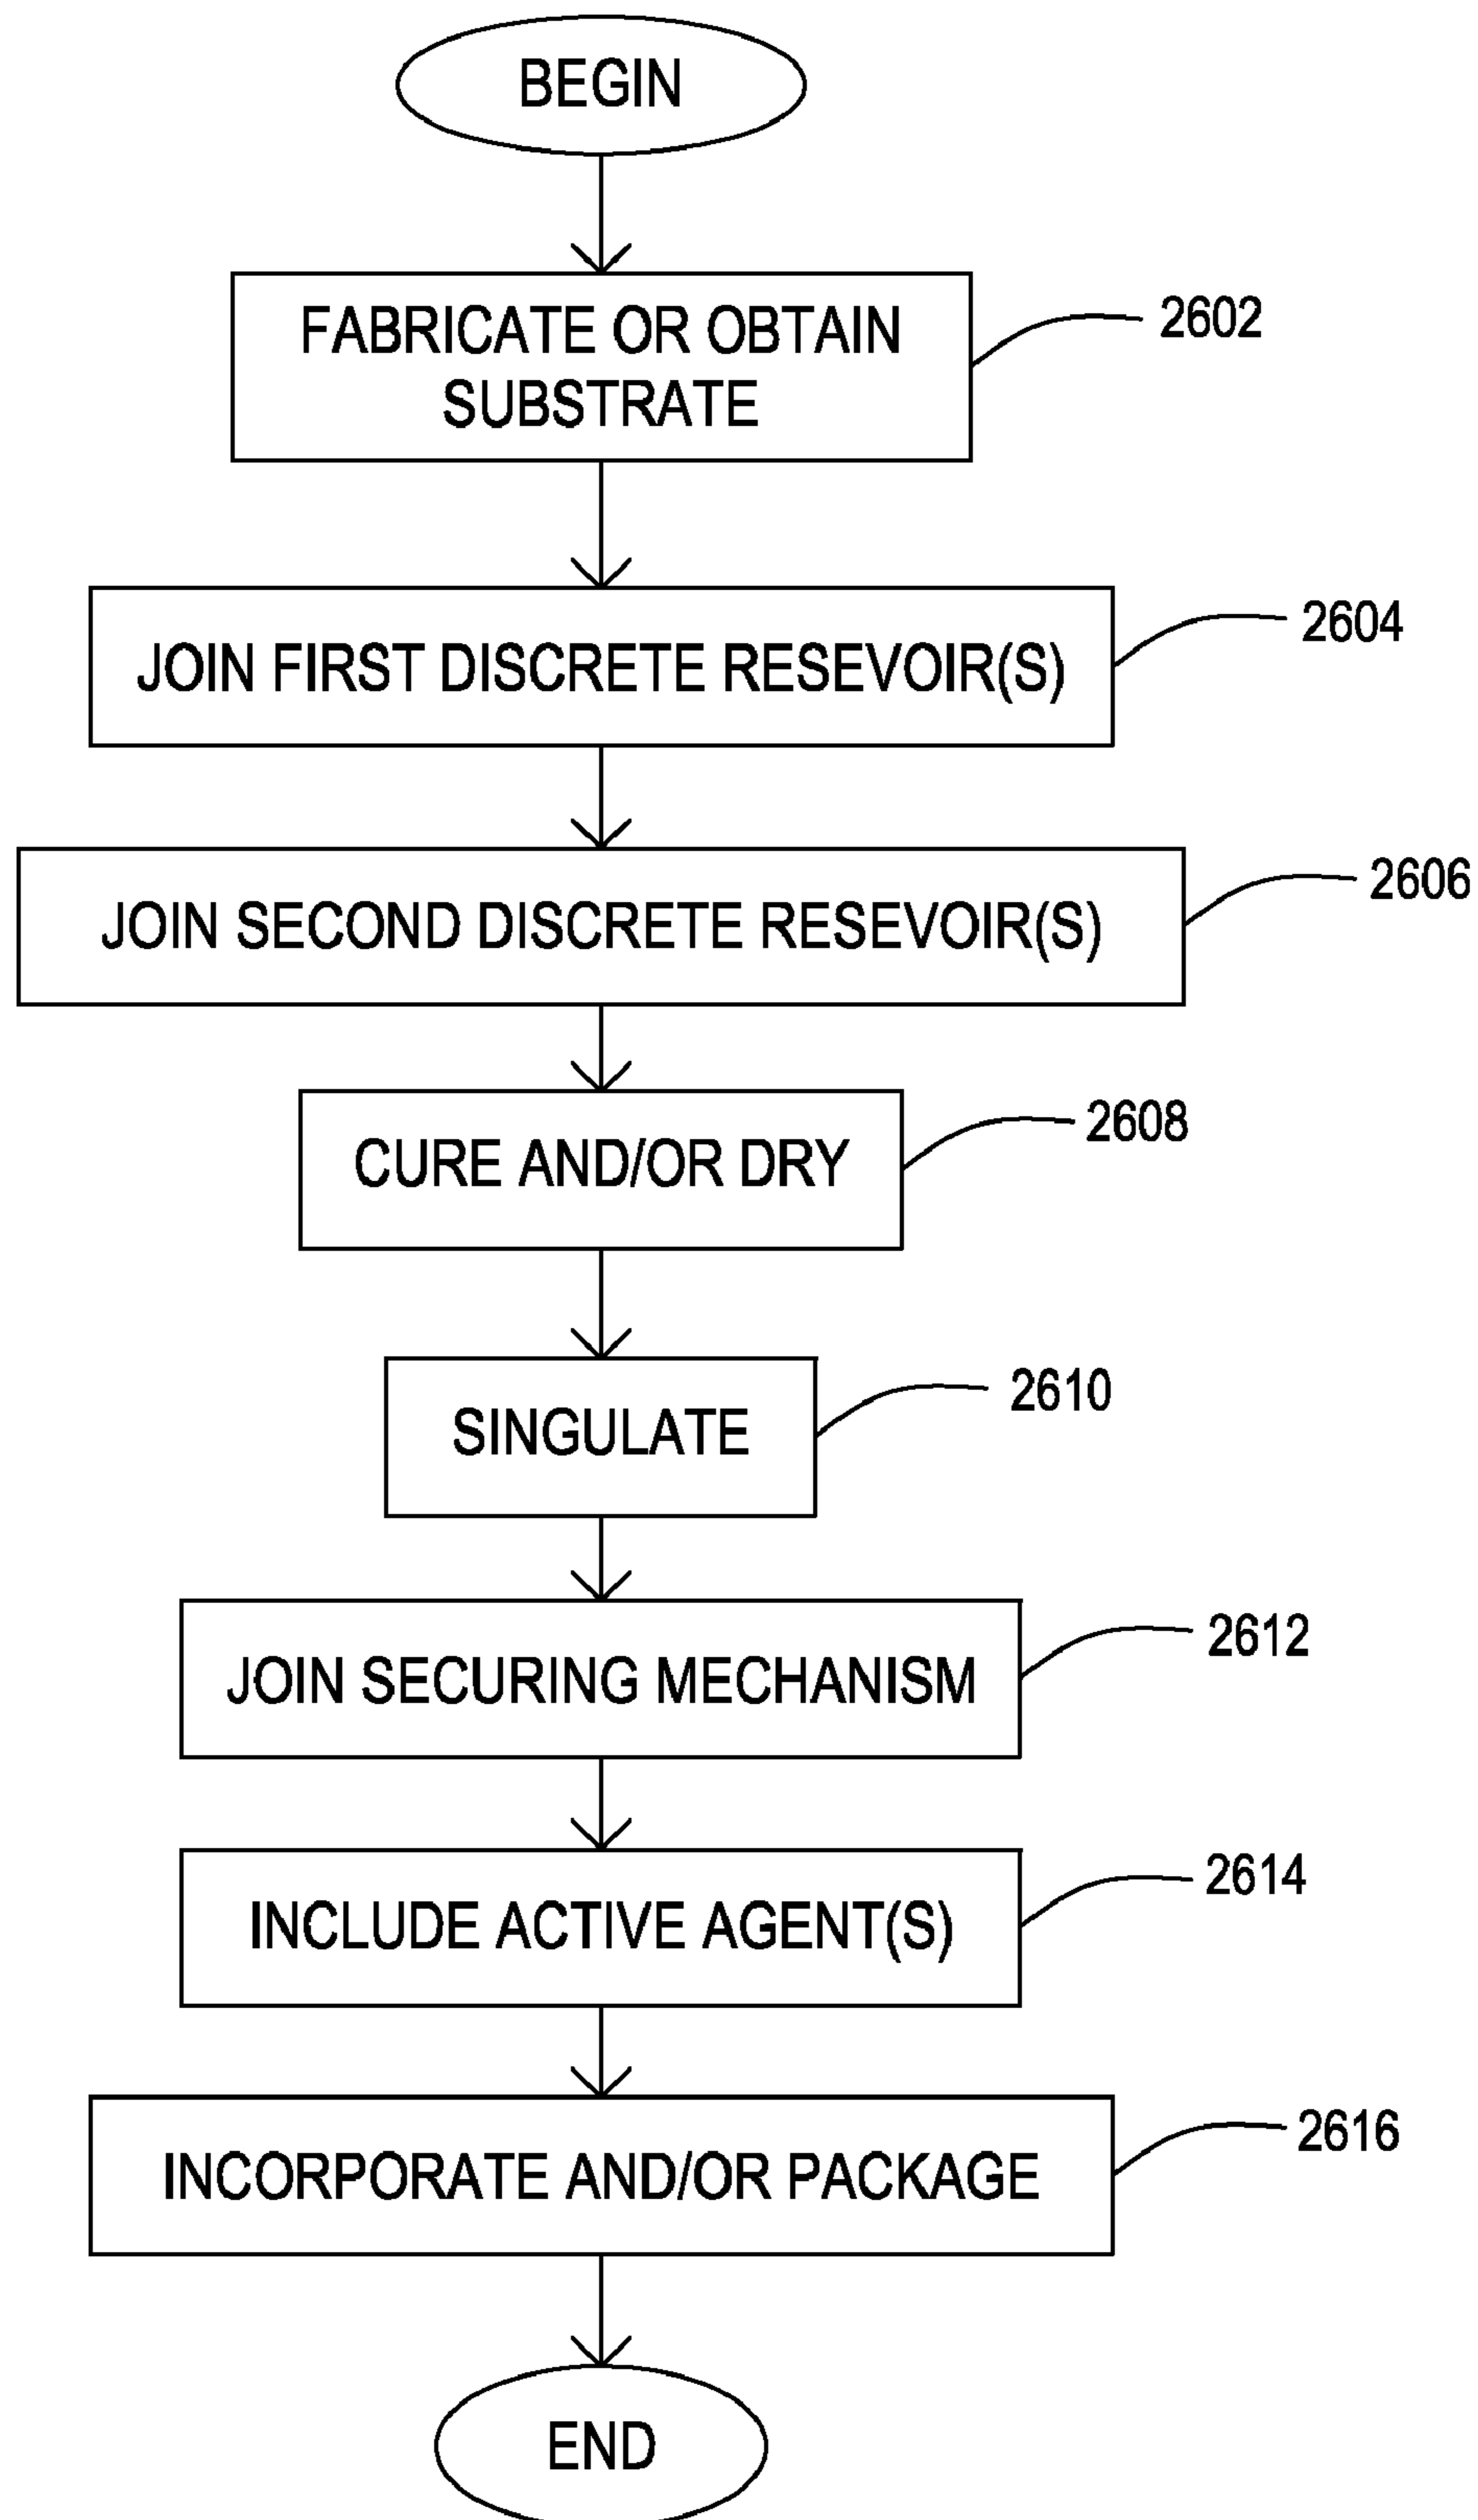 BEGIN
FABRICATE OR OBTAIN
SUBSTRATE
2602
JOIN FIRST DISCRETE RESEVOIR(S)
2604
JOIN SECOND DISCRETE RESEVOIR(S)
2606
CURE AND/OR DRY
2608
SINGULATE
2610
JOIN SECURING MECHANISM
2612
INCLUDE ACTIVE AGENT(S)
2614
INCORPORATE AND/OR PACKAGE
2616
END